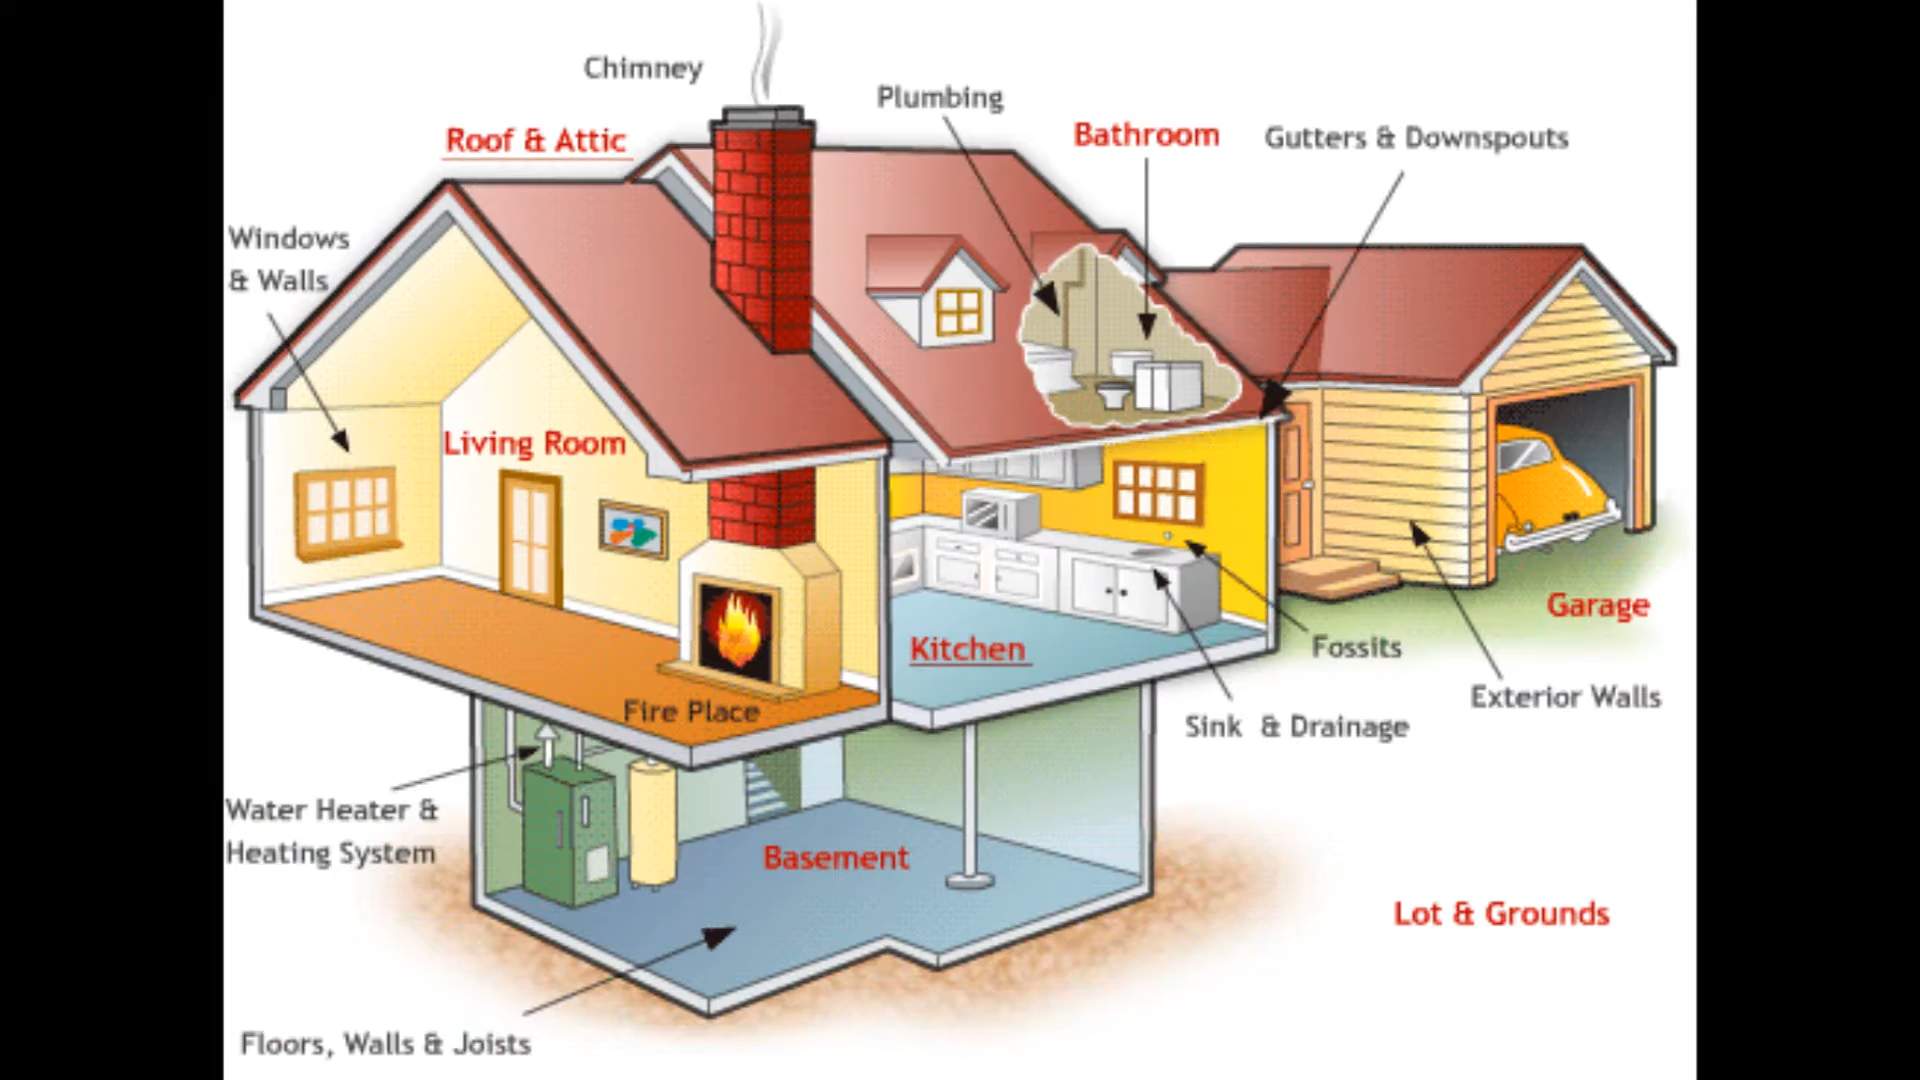 Chimney
Plumbing
Roof & Attic
Bathroom
Gutters & Downspouts
Windows
& Walls
Living Room
Garage
Kitchen
Fossits
Exterior Walls
Fire Place
Sink & Drainage
Water Heater &
Heating System
Basement
Lot & Grounds
Floors, Walls & Joists